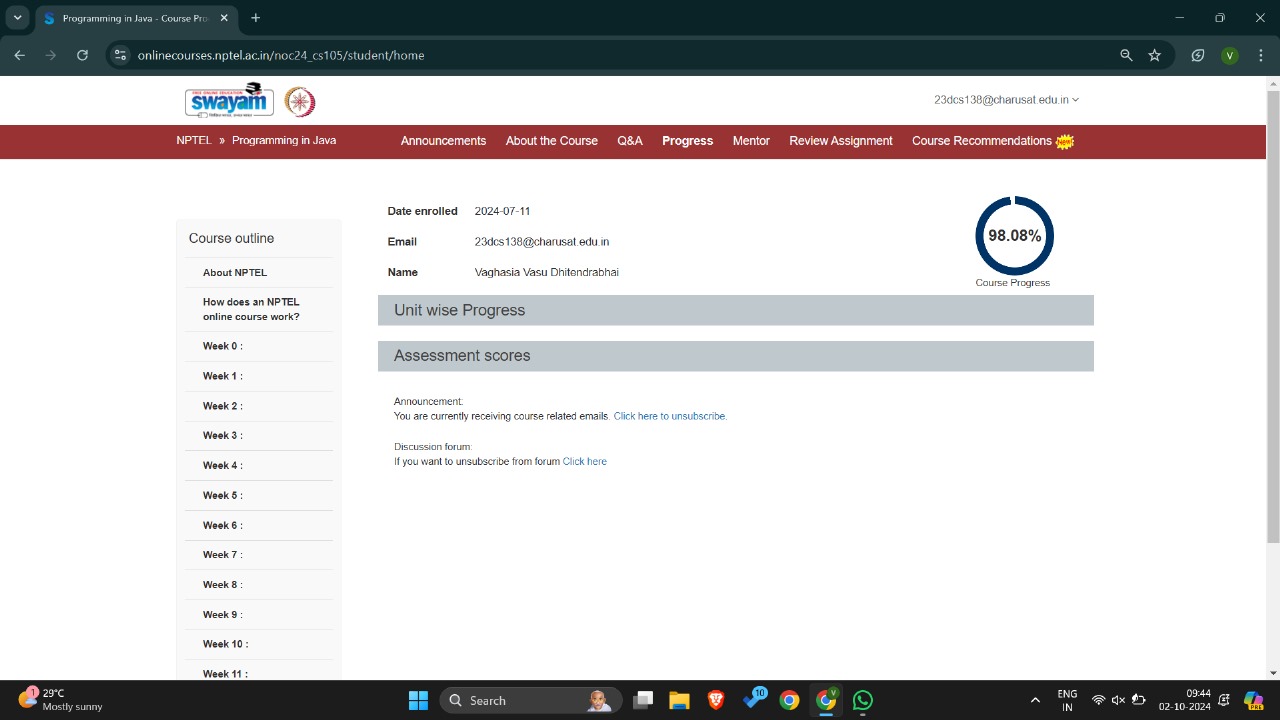 Programming in Java - Course Pro
onlinecourses.nptel.ac.in/noc24_cs105/student/home
V
swayam
23dcs138@charusat.edu.in
NPTEL » Programming in Java Announcements About the Course Q&A Progress Mentor Review Assignment Course Recommendations New
Date enrolled 2024-07-11
Email 23dcs138@charusat.edu.in
Name Vaghasia Vasu Dhitendrabhai
98.08%
Course Progress
Course outline
About NPTEL
How does an NPTEL
online course work?
Week 0 :
Week 1 :
Week 2 :
Week 3 :
Week 4 :
Week 5 :
Week 6 :
Week 7 :
Week 8 :
Week 9 :
Week 10 :
Week 11 :
Unit wise Progress
Assessment scores
Announcement:
You are currently receiving course related emails. Click here to unsubscribe.
Discussion forum:
If you want to unsubscribe from forum Click here
1
29°C
Mostly sunny
Search
10
V
ENG
IN
09:44
02-10-2024
PRE